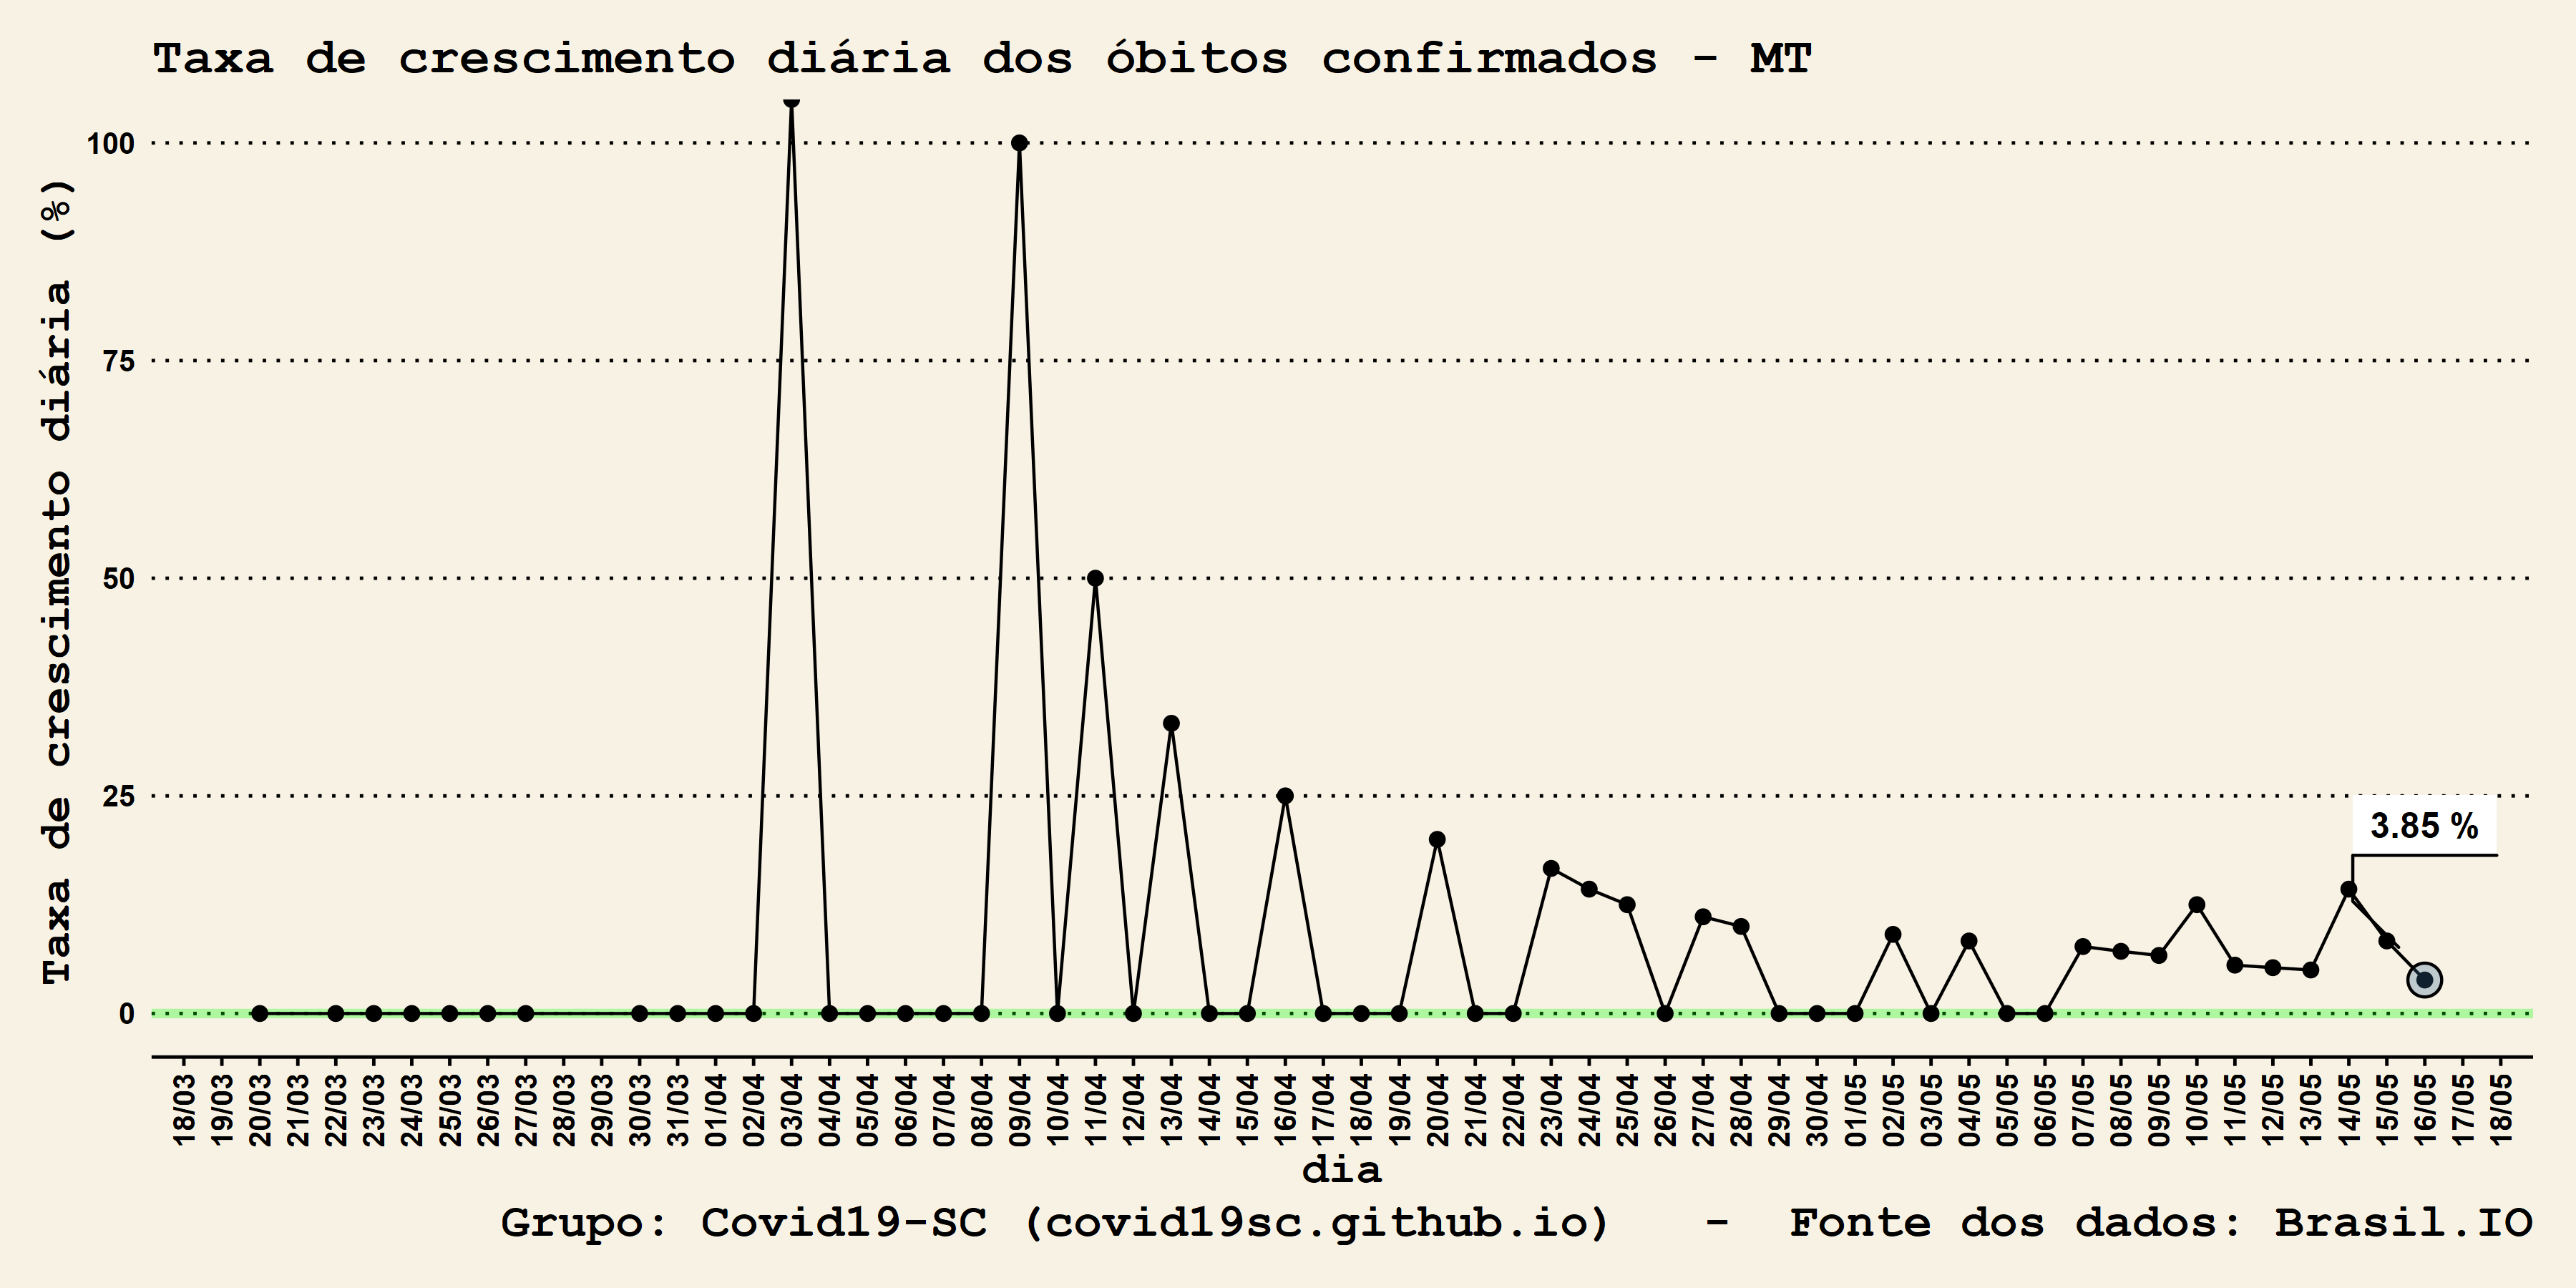 Taxa de crescimento diária dos óbitos confirmados - MT
Taxa de crescimento diária (%)
100
75
50
25
0
3.85 %
18/03 19/03 20/03 21/03 22/03 23/03 24/03 25/03 26/03 27/03 28/03 29/03 30/03 31/03 01/04 02/04 03/04 04/04 05/04 06/04 07/04 08/04 09/04 10/04 11/04 12/04 13/04 14/04 15/04 16/04 17/04 18/04 19/04 20/04 21/04 22/04 23/04 24/04 25/04 26/04 27/04 28/04 29/04 30/04 01/05 02/05 03/05 04/05 05/05 06/05 07/05 08/05 09/05 10/05 11/05 12/05 13/05 14/05 15/05 16/05 17/05 18/05
dia
Grupo: Covid19-SC (covid19sc.github.io) - Fonte dos dados: Brasil.IO